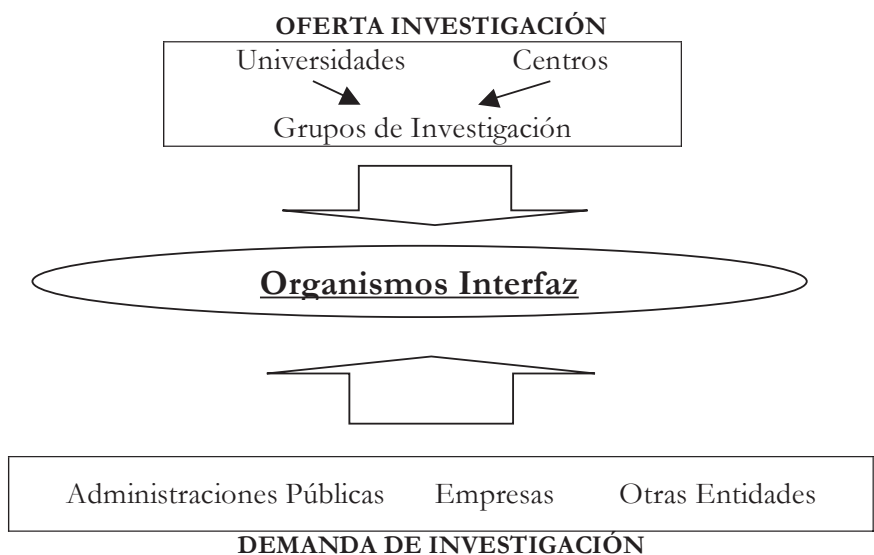 OFERTA INVESTIGACIÓN
Universidades Centros
Grupos de Investigación
Organismos Interfaz
Administraciones Públicas Empresas Otras Entidades
DEMANDA DE INVESTIGACIÓN